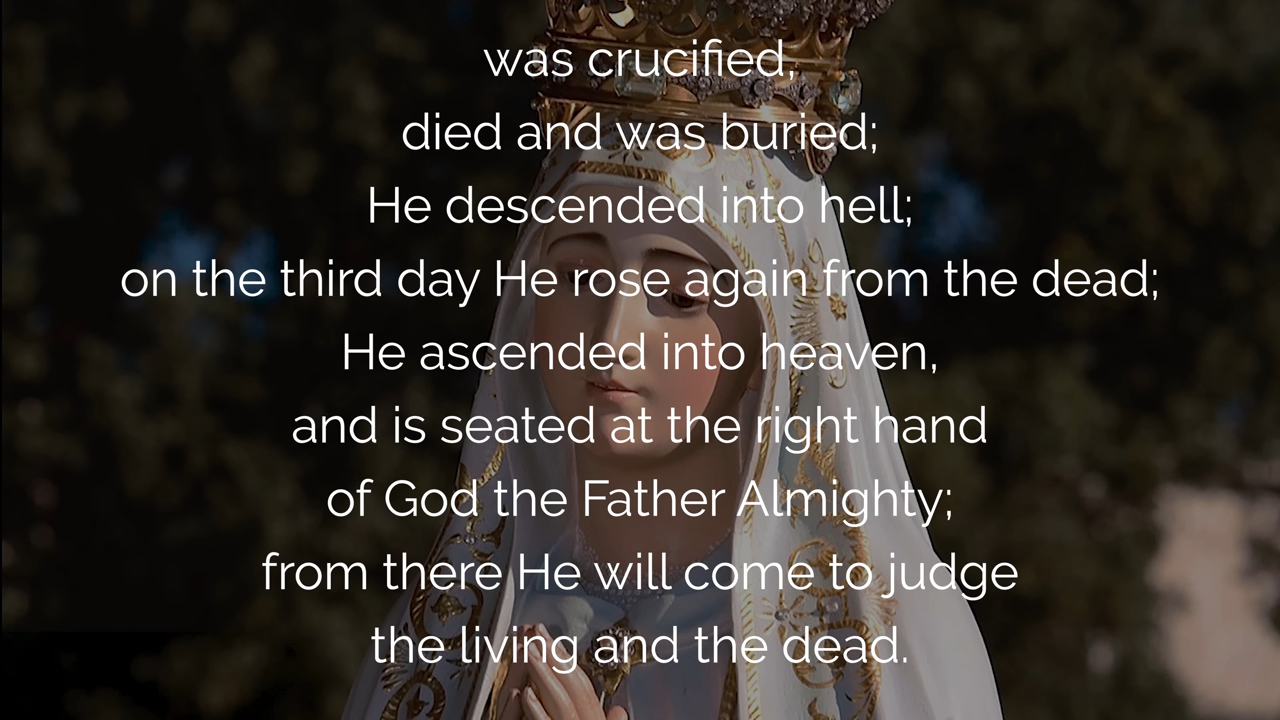 was crucified,
died and was buried;
He descended into hell;
on the third day He rose again from the dead;
He ascended into heaven,
and is seated at the right hand
of God the Father Almighty;
from there He will come to judge
the living and the dead.